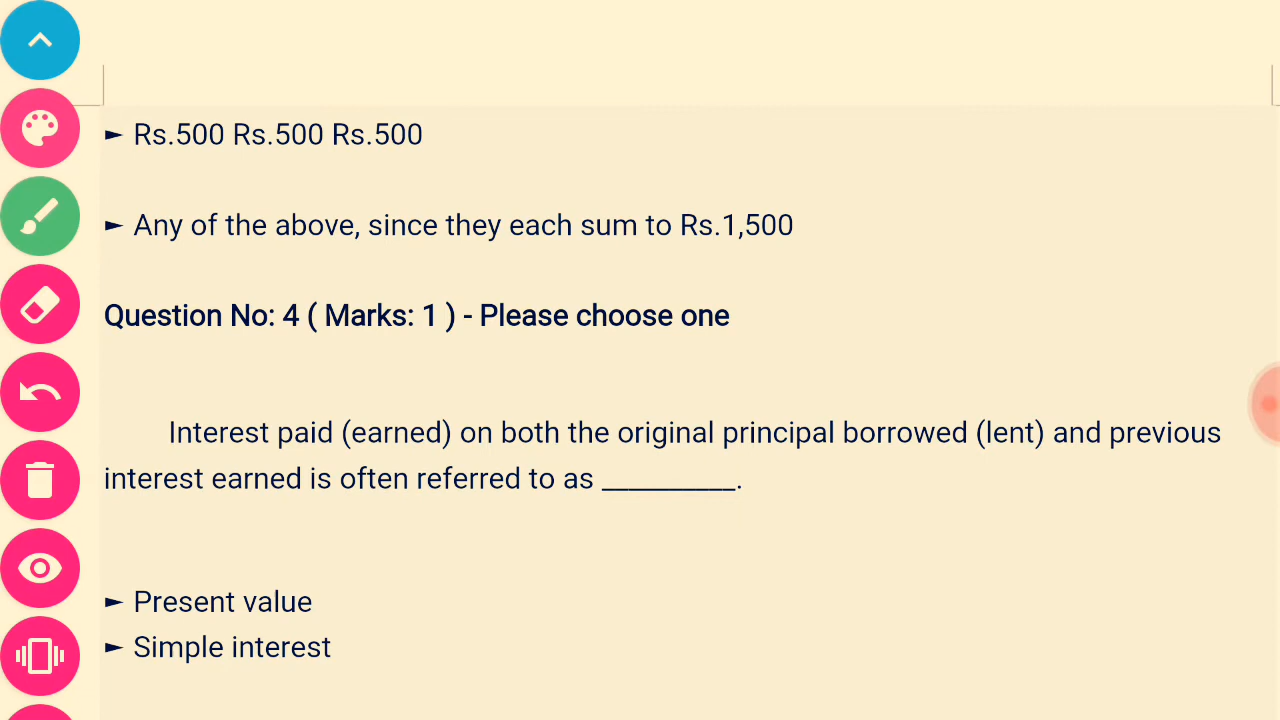 ► Rs.500 Rs.500 Rs.500
► Any of the above, since they each sum to Rs.1,500
Question No: 4 ( Marks: 1 ) - Please choose one
Interest paid (earned) on both the original principal borrowed (lent) and previous
interest earned is often referred to as __________.
► Present value
► Simple interest